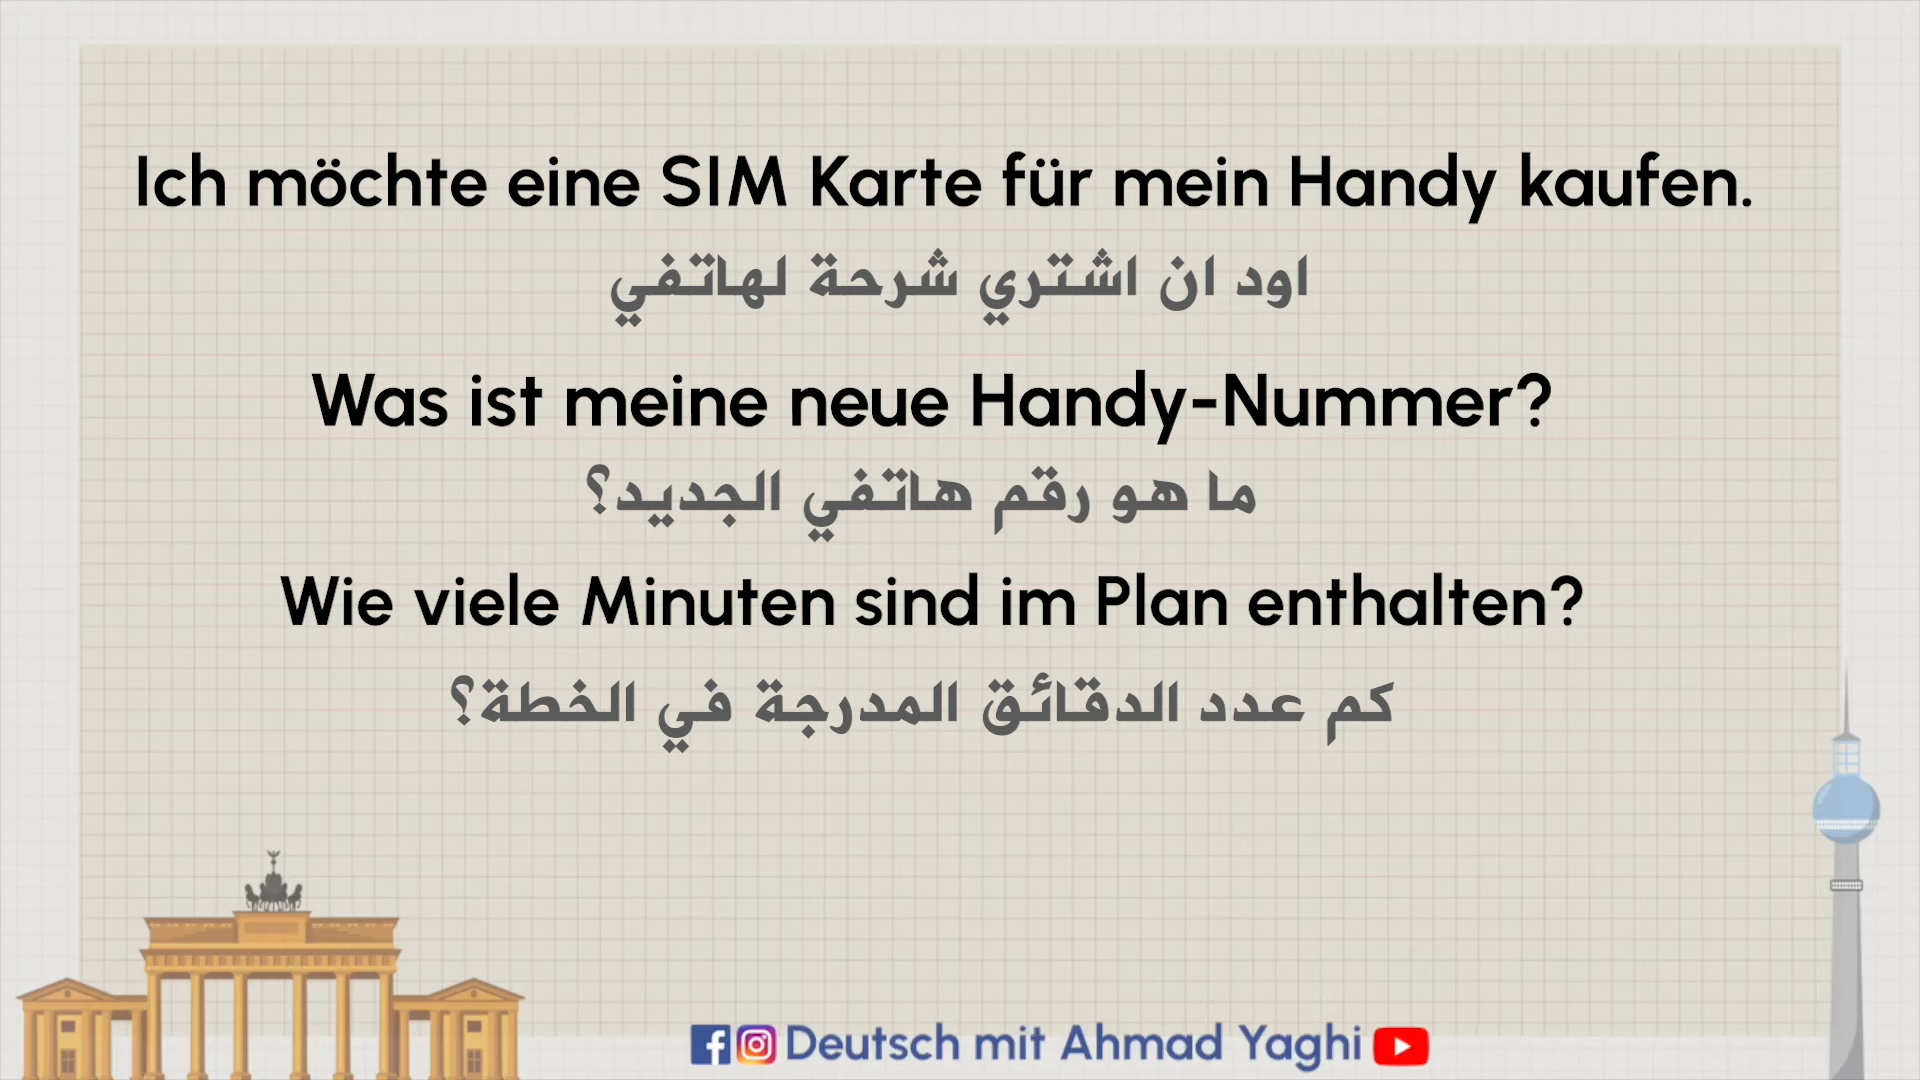 Ich möchte eine SIM Karte für mein Handy kaufen.
اود ان اشتري شرحة لهاتفي
Was ist meine neue Handy-Nummer?
ما هو رقم هاتفي الجديد؟
Wie viele Minuten sind im Plan enthalten?
كم عدد الدقائق المدرجة في الخطة؟
Deutsch mit Ahmad Yaghi